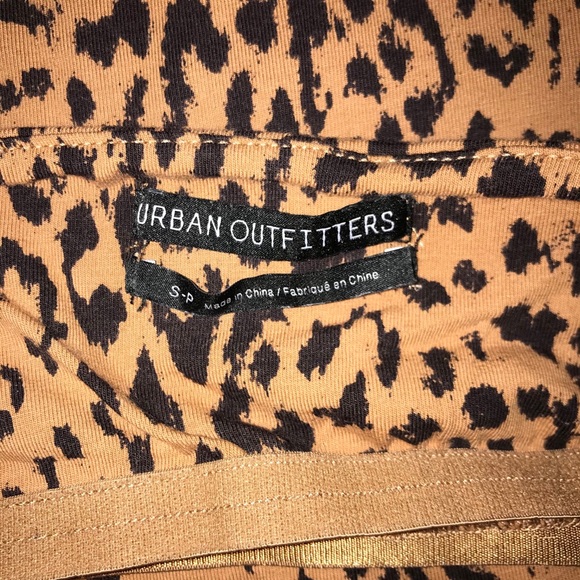 URBAN OUTFITTERS
S-P Made in China / Fabriqué en Chine